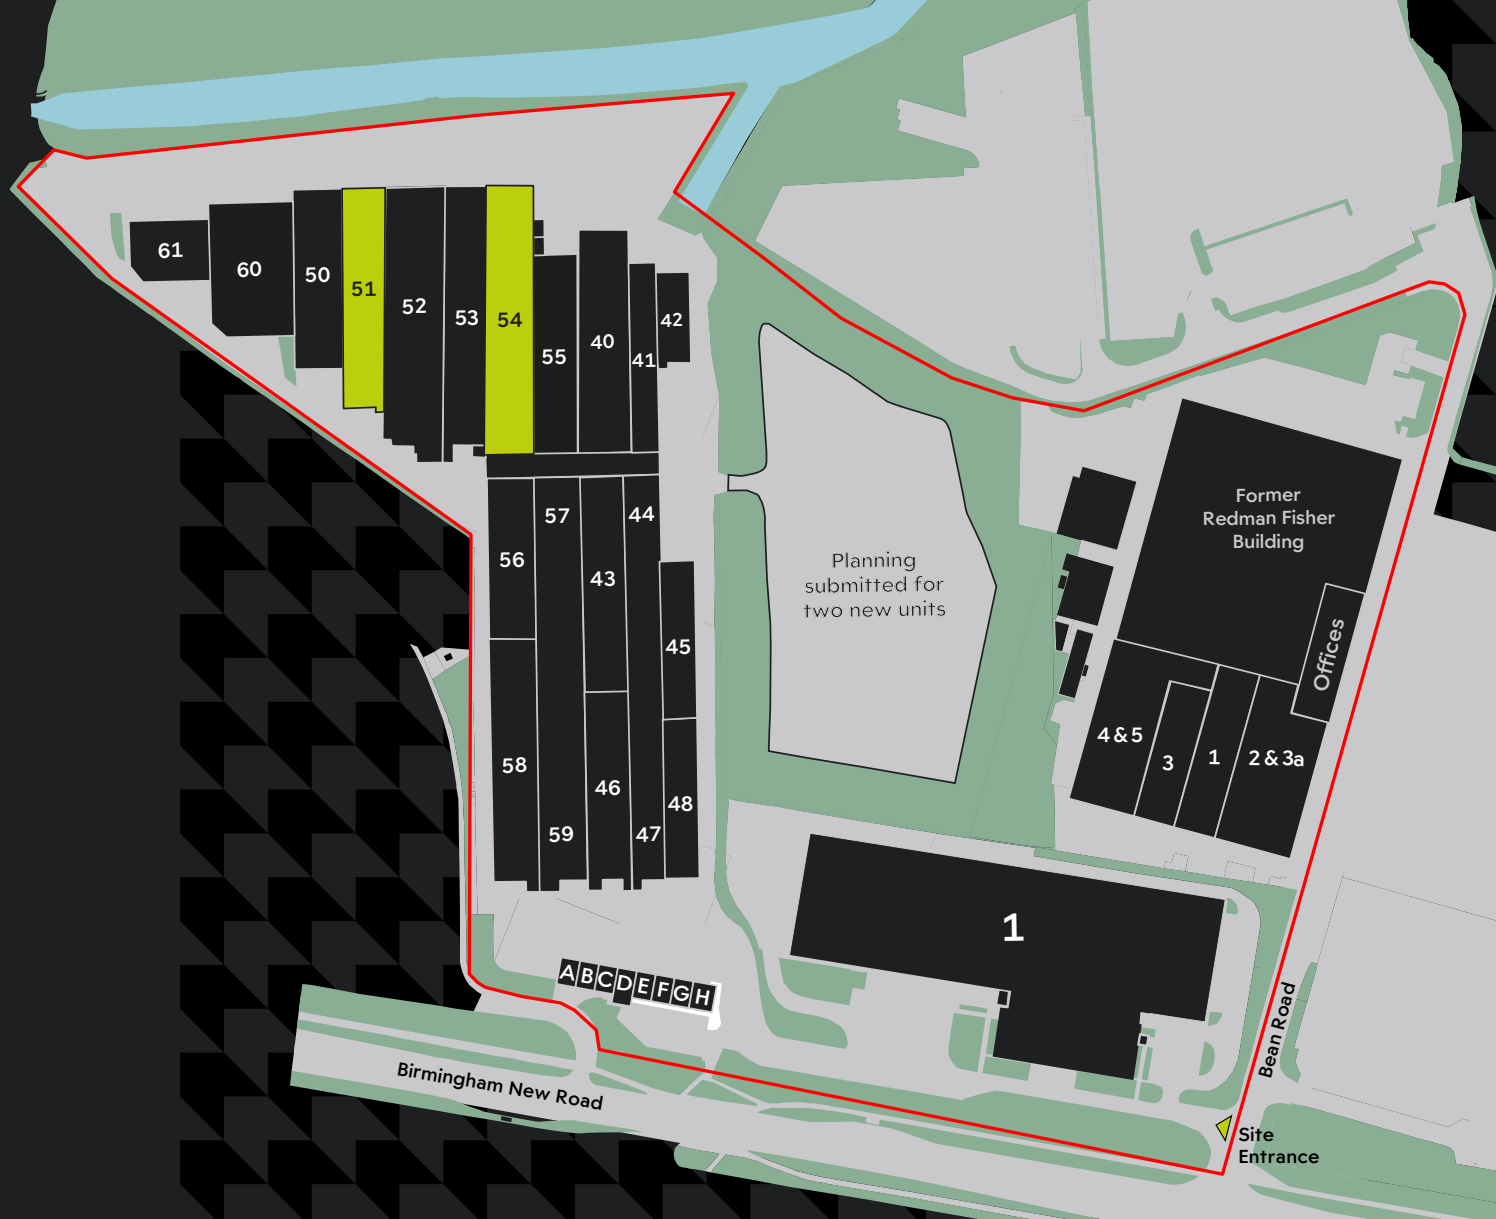 61
60
50
51
52
53
54
55
40
41
42
56
57
43
44
45
58
59
46
47
48
Planning
submitted for
two new units
Former
Redman Fisher
Building
Offices
4 & 5
3
1
2 & 3a
1
A B C D E F G H
Birmingham New Road
Bean Road
Site
Entrance